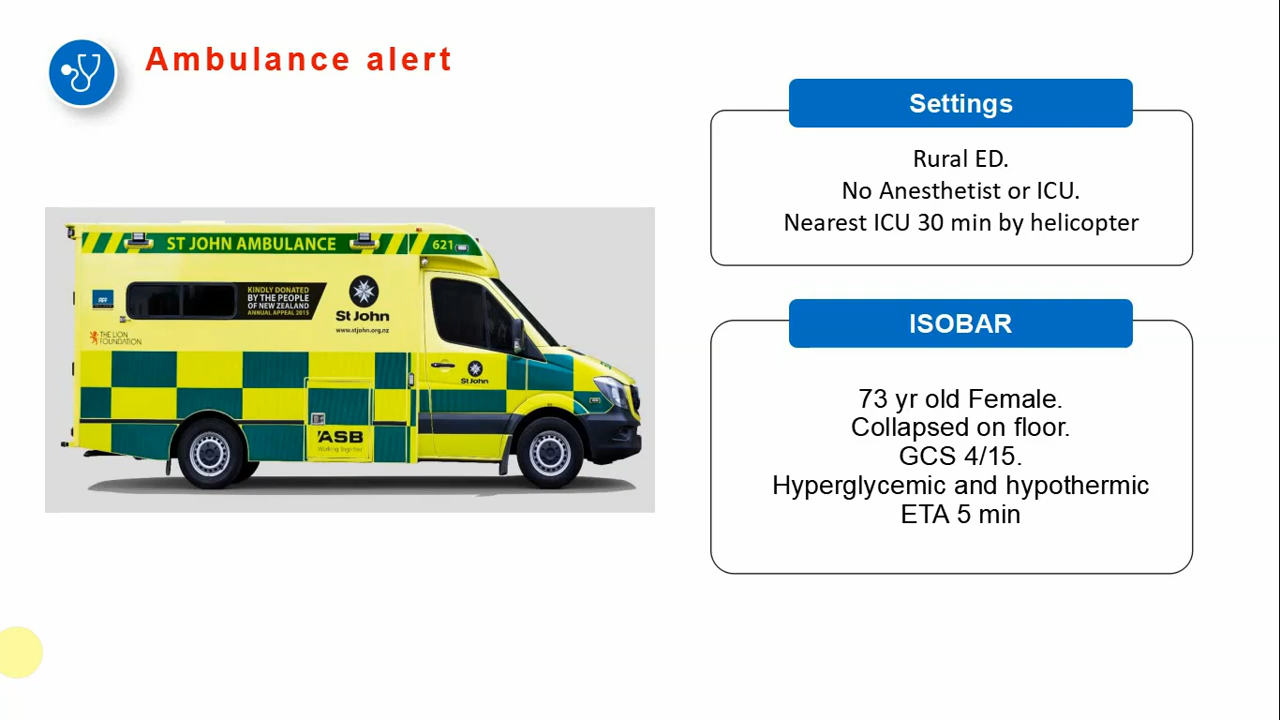 Ambulance alert
Settings
Rural ED.
No Anesthetist or ICU.
Nearest ICU 30 min by helicopter
ST JOHN AMBULANCE
621
KINDLY DONATED
BY THE PEOPLE
OF NEW ZEALAND
ANNUAL APPEAL 2015
St John
www.stjohn.org.nz
THE LION
FOUNDATION
St John
ASB
Working Together
ISOBAR
73 yr old Female.
Collapsed on floor.
GCS 4/15.
Hyperglycemic and hypothermic
ETA 5 min